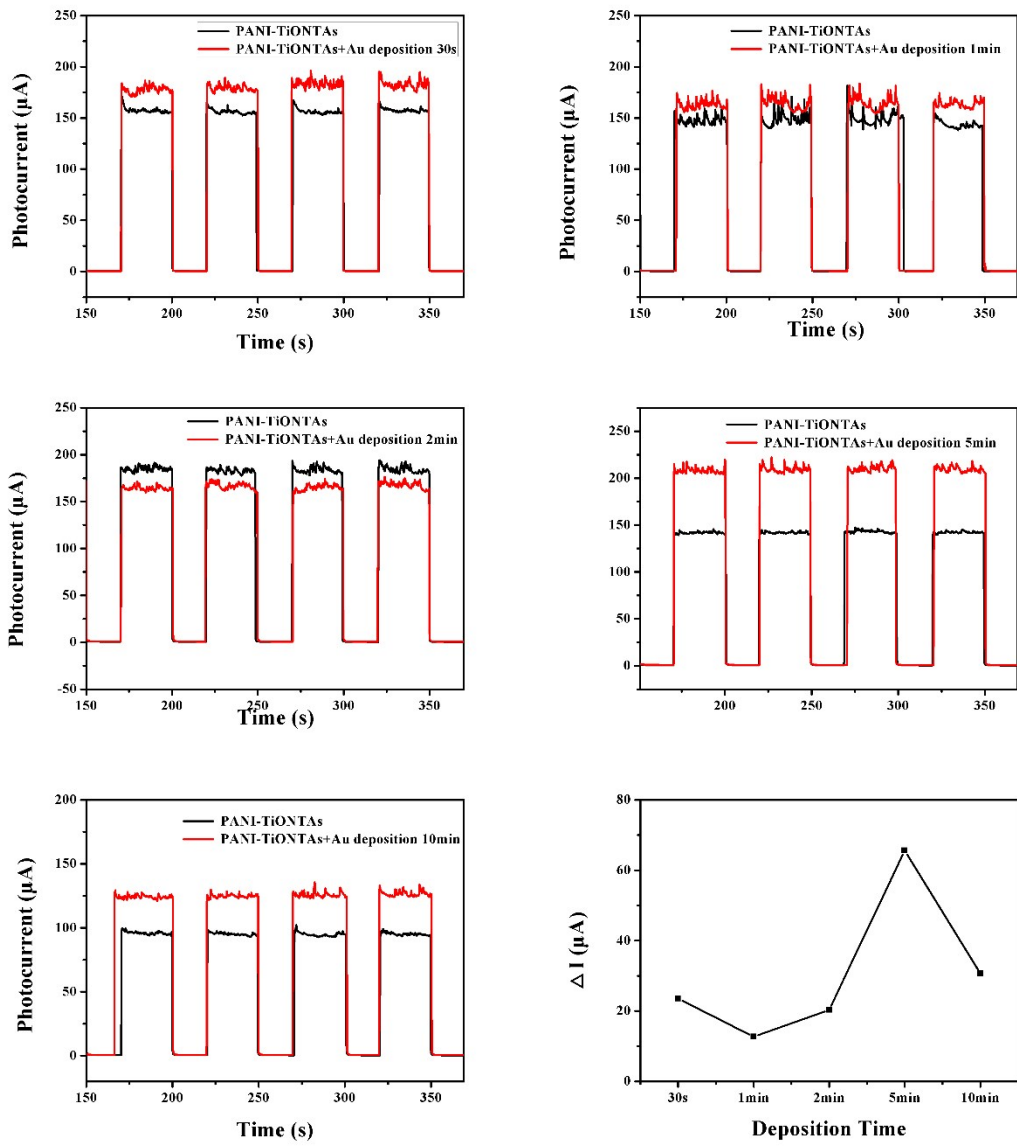 PANI-TiONTAs
PANI-TiONTAs+Au deposition 30s
Photocurrent (μA)
250
200
150
100
50
0
150 200 250 300 350
Time (s)
PANI-TiONTAs
PANI-TiONTAs+Au deposition 1min
Photocurrent (μA)
250
200
150
100
50
0
150 200 250 300 350
Time (s)
PANI-TiONTAs
PANI-TiONTAs+Au deposition 2min
Photocurrent (μA)
250
200
150
100
50
0
-50
150 200 250 300 350
Time (s)
PANI-TiONTAs
PANI-TiONTAs+Au deposition 5min
250
200
150
100
50
0
200 250 300 350
PANI-TiONTAs
PANI-TiONTAs+Au deposition 10min
Photocurrent (μA)
200
150
100
50
0
150 200 250 300 350
Time (s)
△ I (μA)
80
60
40
20
0
30s 1min 2min 5min 10min
Deposition Time